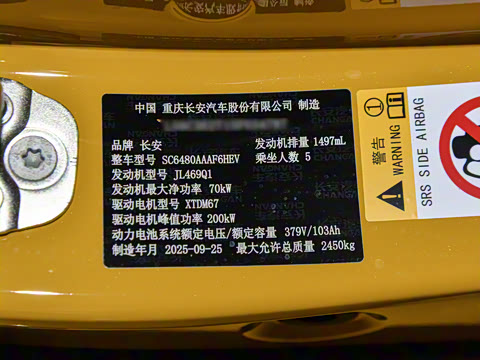 中国 重庆长安汽车股份有限公司 制造
品牌 长安
发动机排量 1497mL
整车型号 SC6480AAAF6HEV
乘坐人数 5
发动机型号 JL469Q1
发动机最大净功率 70kW
驱动电机型号 XTDM67
驱动电机峰值功率 200kW
动力电池系统额定电压/额定容量 379V/103Ah
制造年月 2025-09-25
最大允许总质量 2450kg
警告
WARNING
SRS SIDE AIRBAG